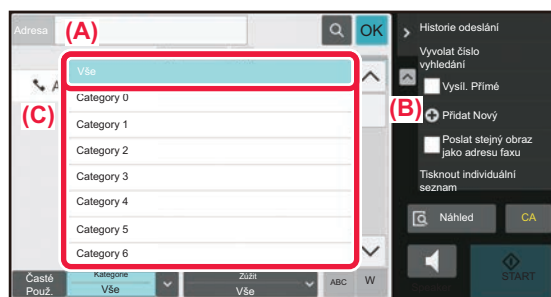 Adresa
(A)
OK
Vše
A
(C)
Category 0
Category 1
Category 2
Category 3
Category 4
Category 5
Category 6
Časté
Použ.
Kategorie
Vše
Zúžit
Vše
ABC
W
Historie odeslání
Vyvolat číslo
vyhledání
Vysíl. Přímé
(B)
Přidat Nový
Poslat stejný obraz
jako adresu faxu
Tisknout individuální
seznam
Náhled
CA
START